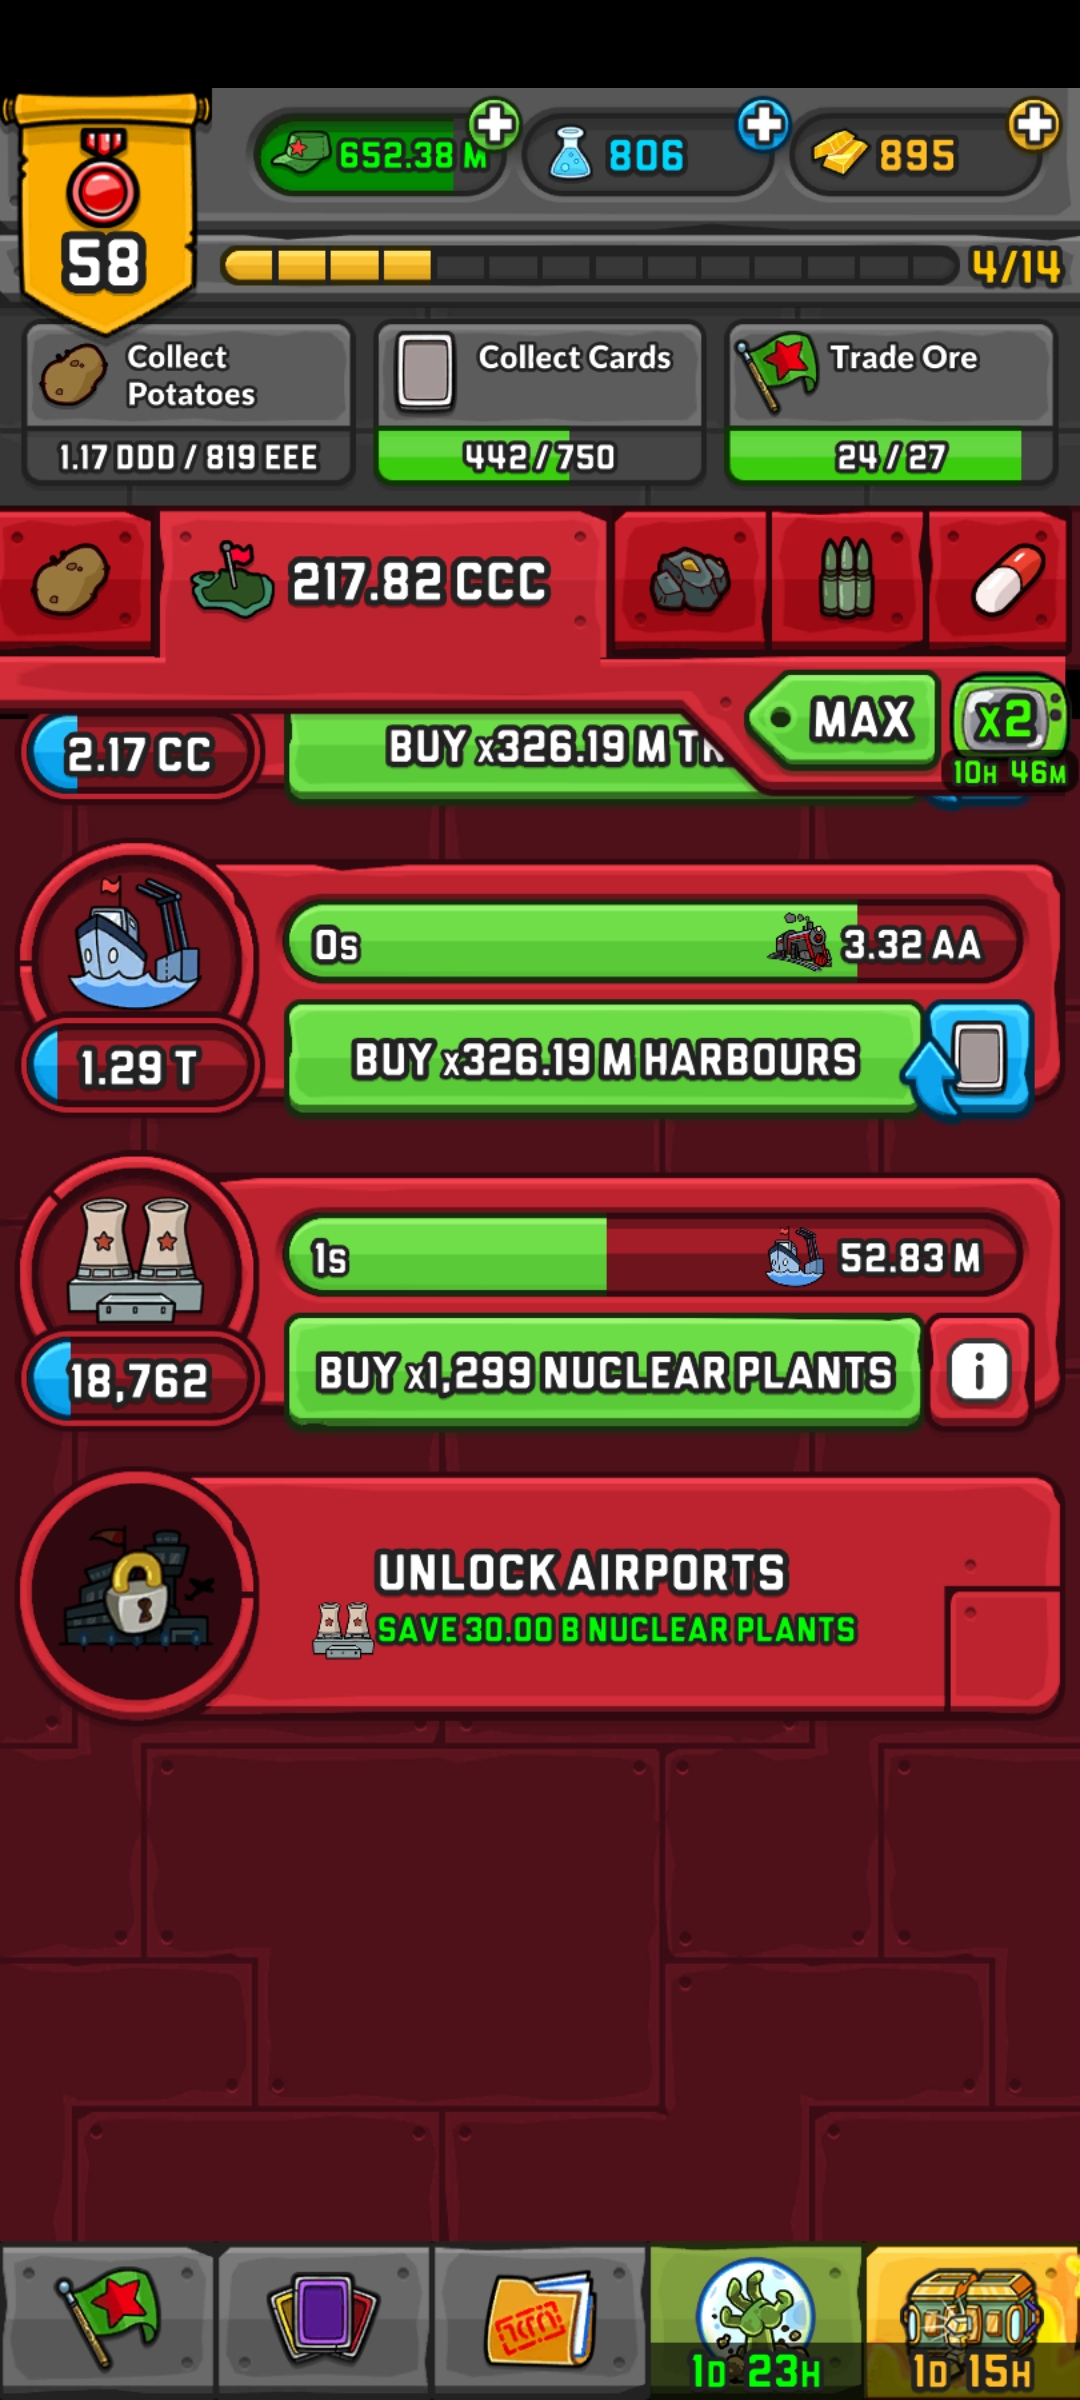 652.38 M
806
895
58
4/14
Collect
Potatoes
Collect Cards
Trade Ore
1.17 DDD / 819 EEE
442/750
24/27
217.82 CCC
MAX
x2
10H 46M
2.17 CC
BUY x326.19 M
0s
3.32 AA
1.29 T
BUY x326.19 M HARBOURS
1s
52.83 M
18,762
BUY x1,299 NUCLEAR PLANTS
i
UNLOCK AIRPORTS
SAVE 30.00 B NUCLEAR PLANTS
1D 23H
1D 15H